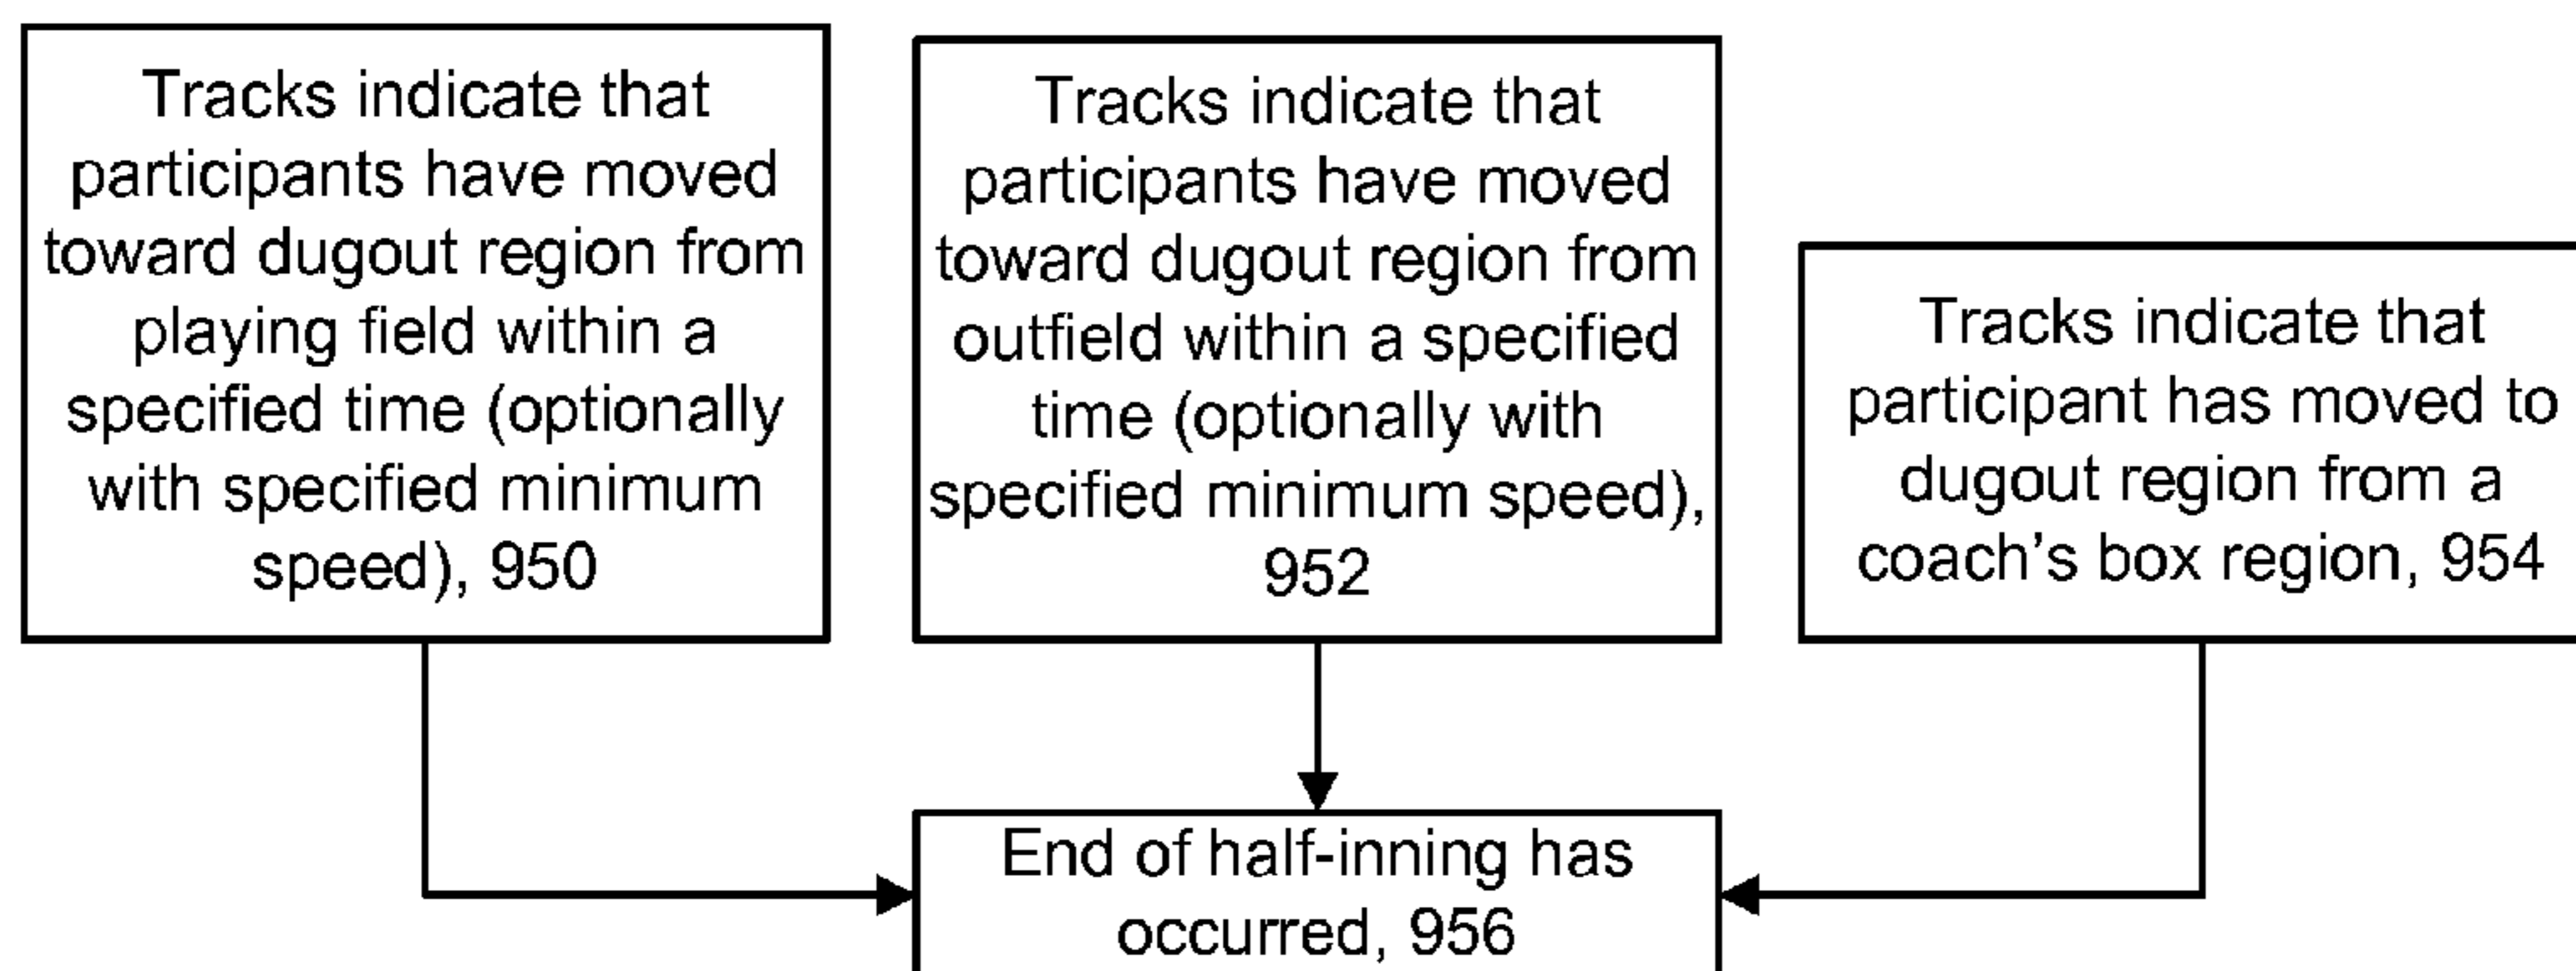 Tracks indicate that
participants have moved
toward dugout region from
playing field within a
specified time (optionally
with specified minimum
speed), 950
Tracks indicate that
participants have moved
toward dugout region from
outfield within a specified
time (optionally with
specified minimum speed),
952
Tracks indicate that
participant has moved to
dugout region from a
coach's box region, 954
End of half-inning has
occurred, 956